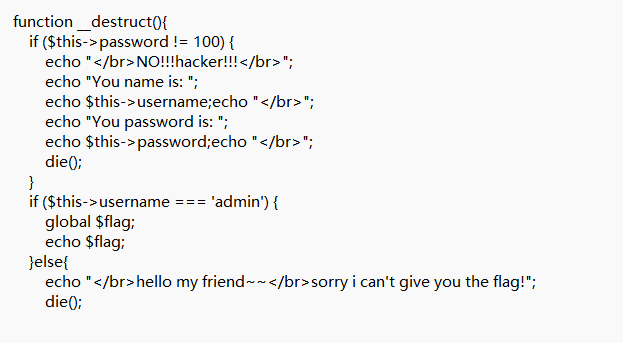 function __destruct(){
if ($this->password != 100) {
echo "</br>NO!!!hacker!!!</br>";
echo "You name is: ";
echo $this->username;echo "</br>";
echo "You password is: ";
echo $this->password;echo "</br>";
die();
}
if ($this->username === 'admin') {
global $flag;
echo $flag;
}else{
echo "</br>hello my friend~~</br>sorry i can't give you the flag!";
die();